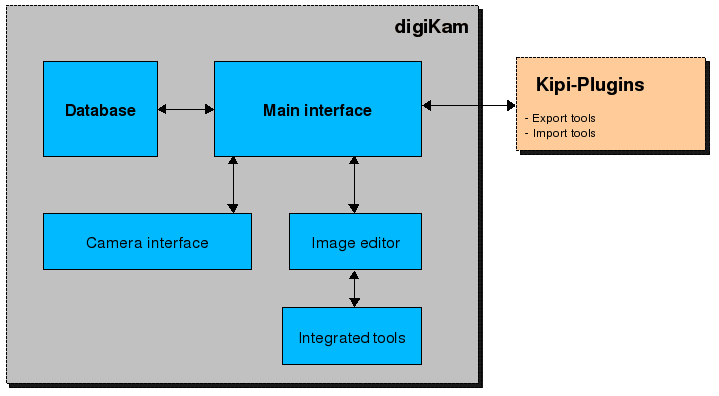 digiKam
Database
Main interface
Kipi-Plugins
- Export tools
- Import tools
Camera interface
Image editor
Integrated tools